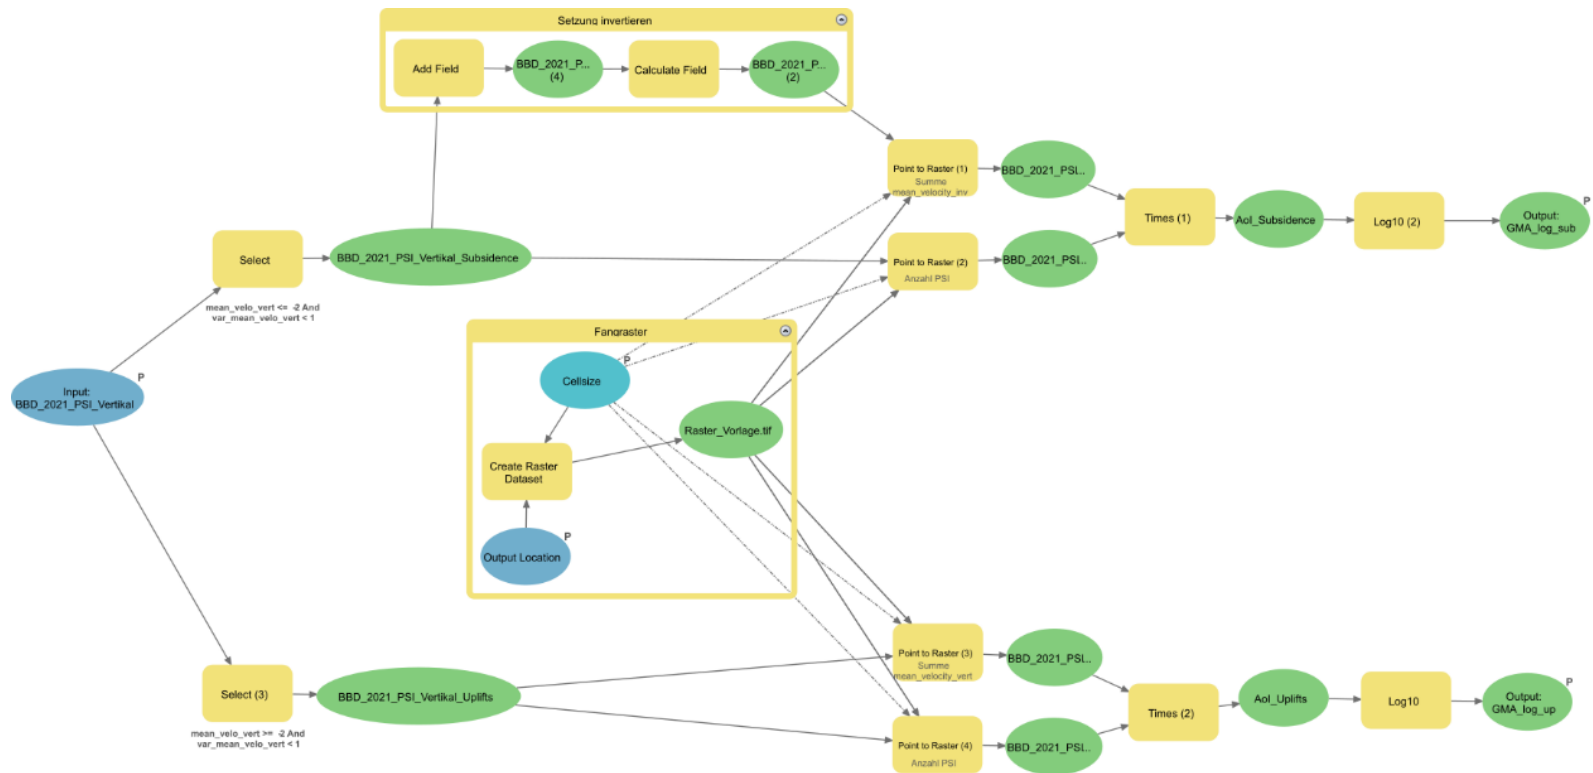 Setzung invertieren
Add Field
BBD_2021_P...
(4)
Calculate Field
BBD_2021_P...
(2)
Point to Raster (1)
Summe
mean_velocity_inv
BBD_2021_PSI...
Times (1)
AoI_Subsidence
Log10 (2)
P
Output:
GMA_log_sub
Select
mean_velo_vert <= -2 And
var_mean_velo_vert < 1
BBD_2021_PSI_Vertikal_Subsidence
Point to Raster (2)
Anzahl PSI
BBD_2021_PSI...
Fangraster
P
Cellsize
Raster_Vorlage.tif
Create Raster
Dataset
P
Output Location
P
Input:
BBD_2021_PSI_Vertikal
Select (3)
mean_velo_vert >= -2 And
var_mean_velo_vert < 1
BBD_2021_PSI_Vertikal_Uplifts
Point to Raster (3)
Summe
mean_velocity_vert
BBD_2021_PSI...
Times (2)
AoI_Uplifts
Log10
P
Output:
GMA_log_up
Point to Raster (4)
Anzahl PSI
BBD_2021_PSI...